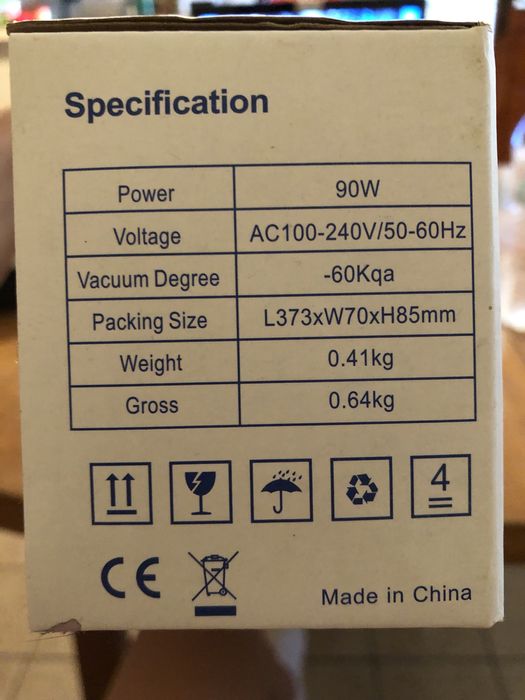 Specification
Power 90W
Voltage AC100-240V/50-60Hz
Vacuum Degree -60Kqa
Packing Size L373xW70xH85mm
Weight 0.41kg
Gross 0.64kg
4
CE
Made in China